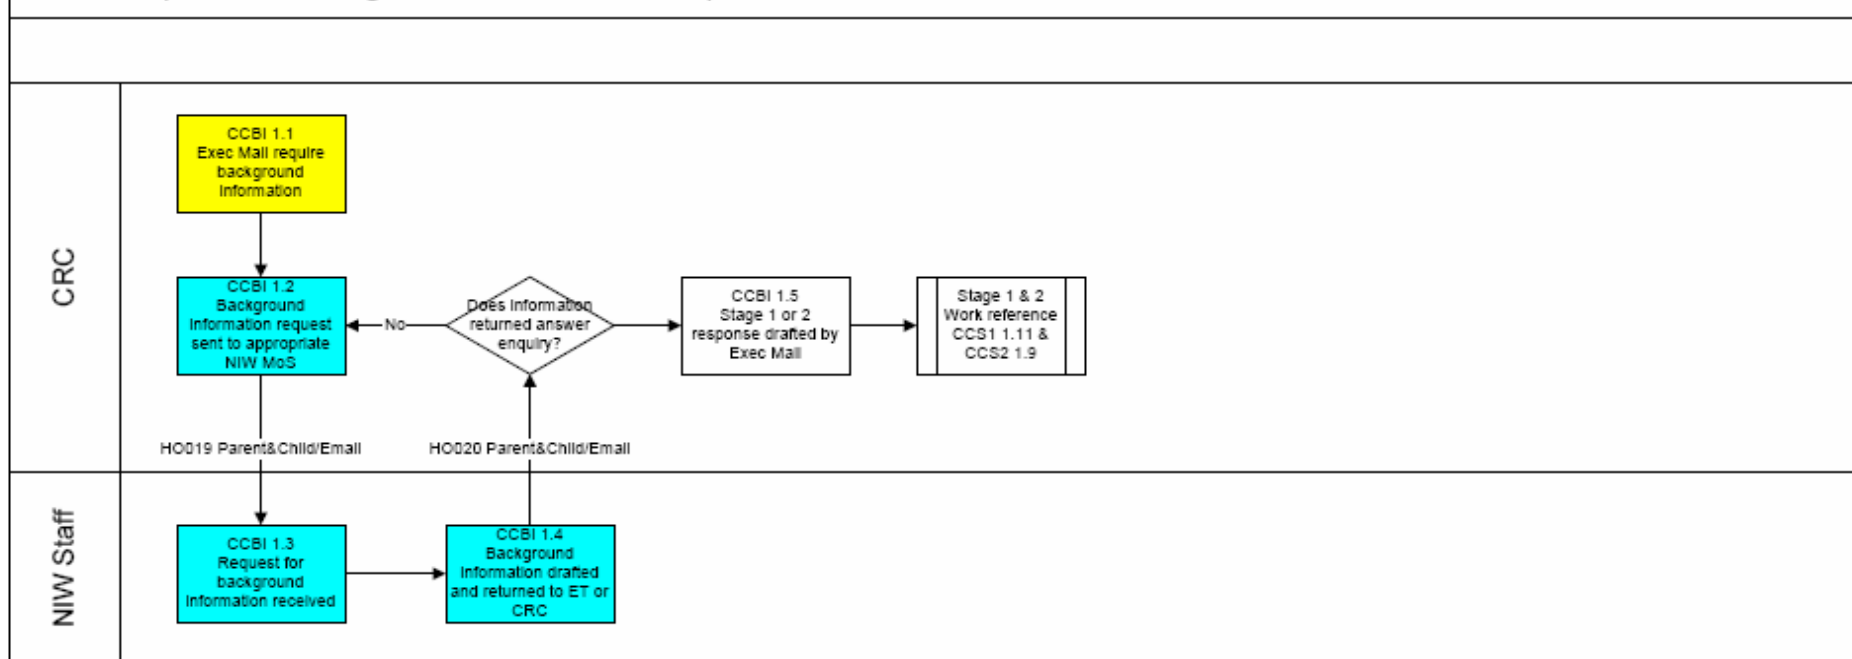 CRC
CCBI 1.1
Exec Mail require
background
information
CCBI 1.2
Background
information request
sent to appropriate
NIW MoS
No
Does information
returned answer
enquiry?
CCBI 1.5
Stage 1 or 2
response drafted by
Exec Mail
Stage 1 & 2
Work reference
CCS1 1.11 &
CCS2 1.9
HO019 Parent&Child/Email
HO020 Parent&Child/Email
NIW Staff
CCBI 1.3
Request for
background
information received
CCBI 1.4
Background
information drafted
and returned to ET or
CRC